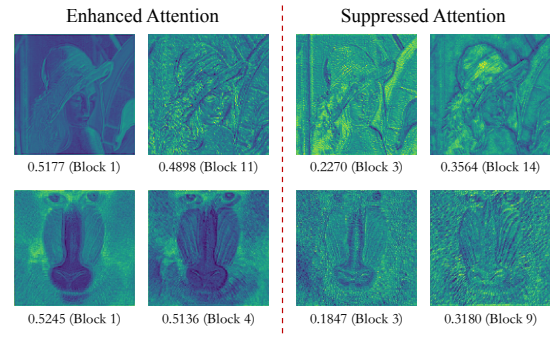 Enhanced Attention Suppressed Attention
0.5177 (Block 1) 0.4898 (Block 11) 0.2270 (Block 3) 0.3564 (Block 14)
0.5245 (Block 1) 0.5136 (Block 4) 0.1847 (Block 3) 0.3180 (Block 9)